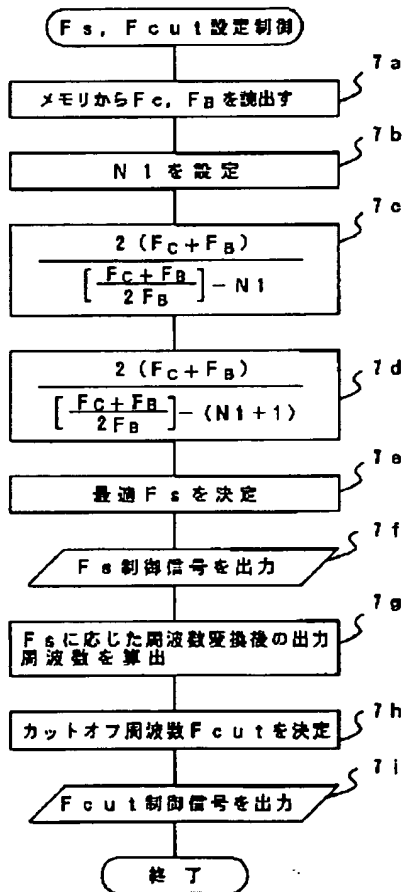 Fs, Fcut設定制御
7a
メモリからFc, FBを読出す
7b
N1を設定
7c
2 (FC+FB)
[FC+FB
2FB] - N1
7d
2 (FC+FB)
[FC+FB
2FB] - (N1+1)
7e
最適Fsを決定
7f
Fs制御信号を出力
7g
Fsに応じた周波数変換後の出力
周波数を算出
7h
カットオフ周波数Fcutを決定
7i
Fcut制御信号を出力
終了